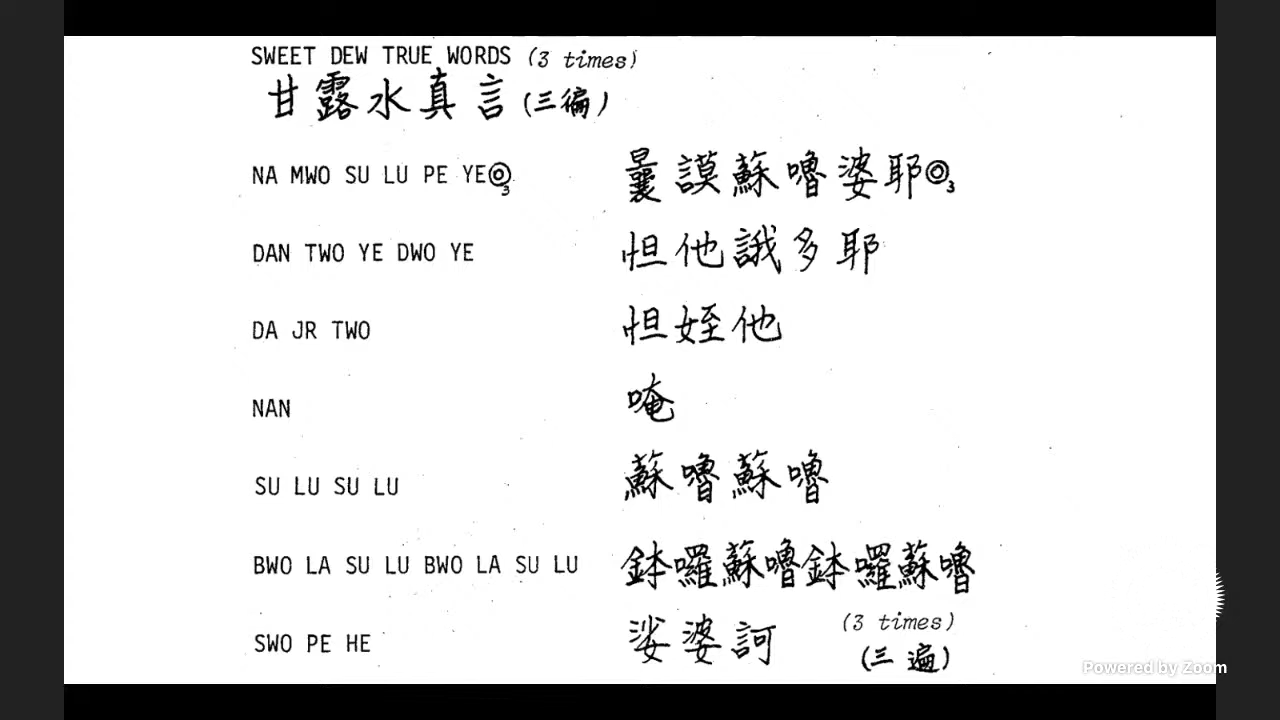 SWEET DEW TRUE WORDS (3 times)
甘露水真言(三徧)
NA MWO SU LU PE YE◎3 曩謨蘇嚕婆耶◎3
DAN TWO YE DWO YE 怛他誐多耶
DA JR TWO 怛姪他
NAN 唵
SU LU SU LU 蘇嚕蘇嚕
BWO LA SU LU BWO LA SU LU 鉢囉蘇嚕鉢囉蘇嚕
SWO PE HE 娑婆訶 (3 times)
(三遍)
Powered by Zoom